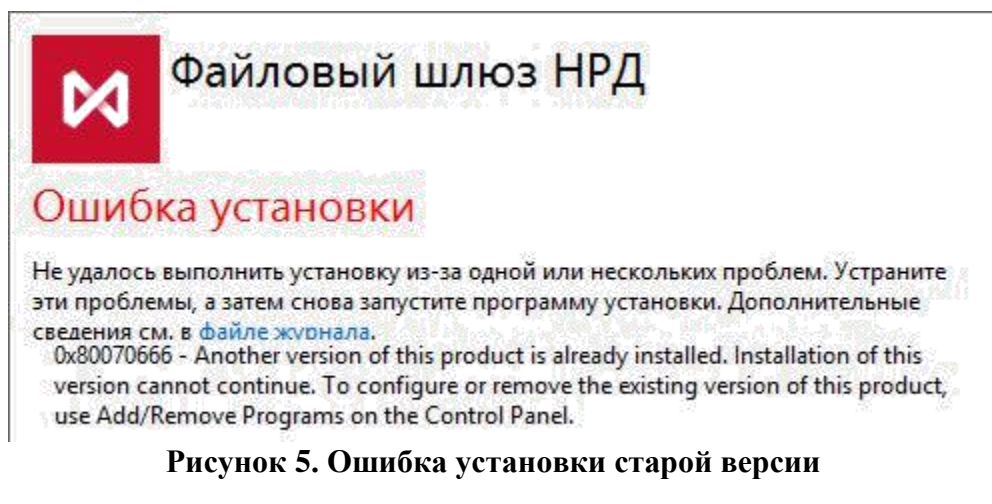 Файловый шлюз НРД
Ошибка установки
Не удалось выполнить установку из-за одной или нескольких проблем. Устраните
эти проблемы, а затем снова запустите программу установки. Дополнительные
сведения см. в файле журнала.
0x80070666 - Another version of this product is already installed. Installation of this
version cannot continue. To configure or remove the existing version of this product,
use Add/Remove Programs on the Control Panel.
Рисунок 5. Ошибка установки старой версии